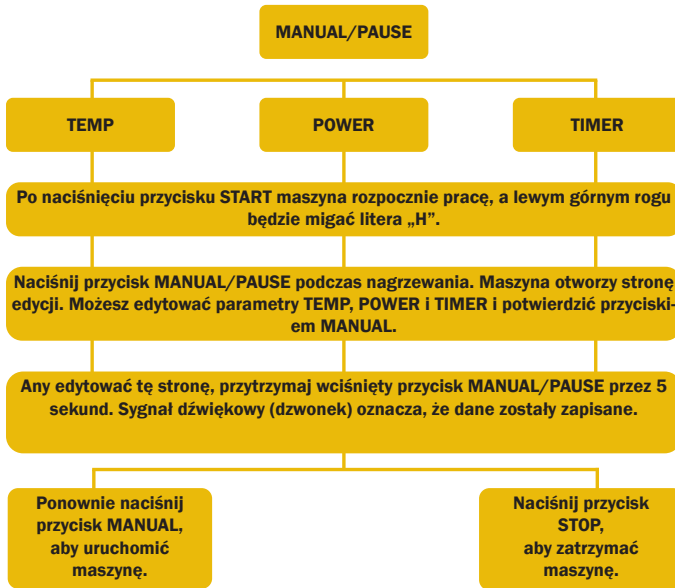 MANUAL/PAUSE
TEMP
POWER
TIMER
Po naciśnięciu przycisku START maszyna rozpocznie pracę, a lewym górnym rogu
będzie migać litera „H”.
Naciśnij przycisk MANUAL/PAUSE podczas nagrzewania. Maszyna otworzy stronę
edycji. Możesz edytować parametry TEMP, POWER i TIMER i potwierdzić przyciski-
em MANUAL.
Any edytować tę stronę, przytrzymaj wciśnięty przycisk MANUAL/PAUSE przez 5
sekund. Sygnał dźwiękowy (dzwonek) oznacza, że dane zostały zapisane.
Ponownie naciśnij
przycisk MANUAL,
aby uruchomić
maszynę.
Naciśnij przycisk
STOP,
aby zatrzymać
maszynę.